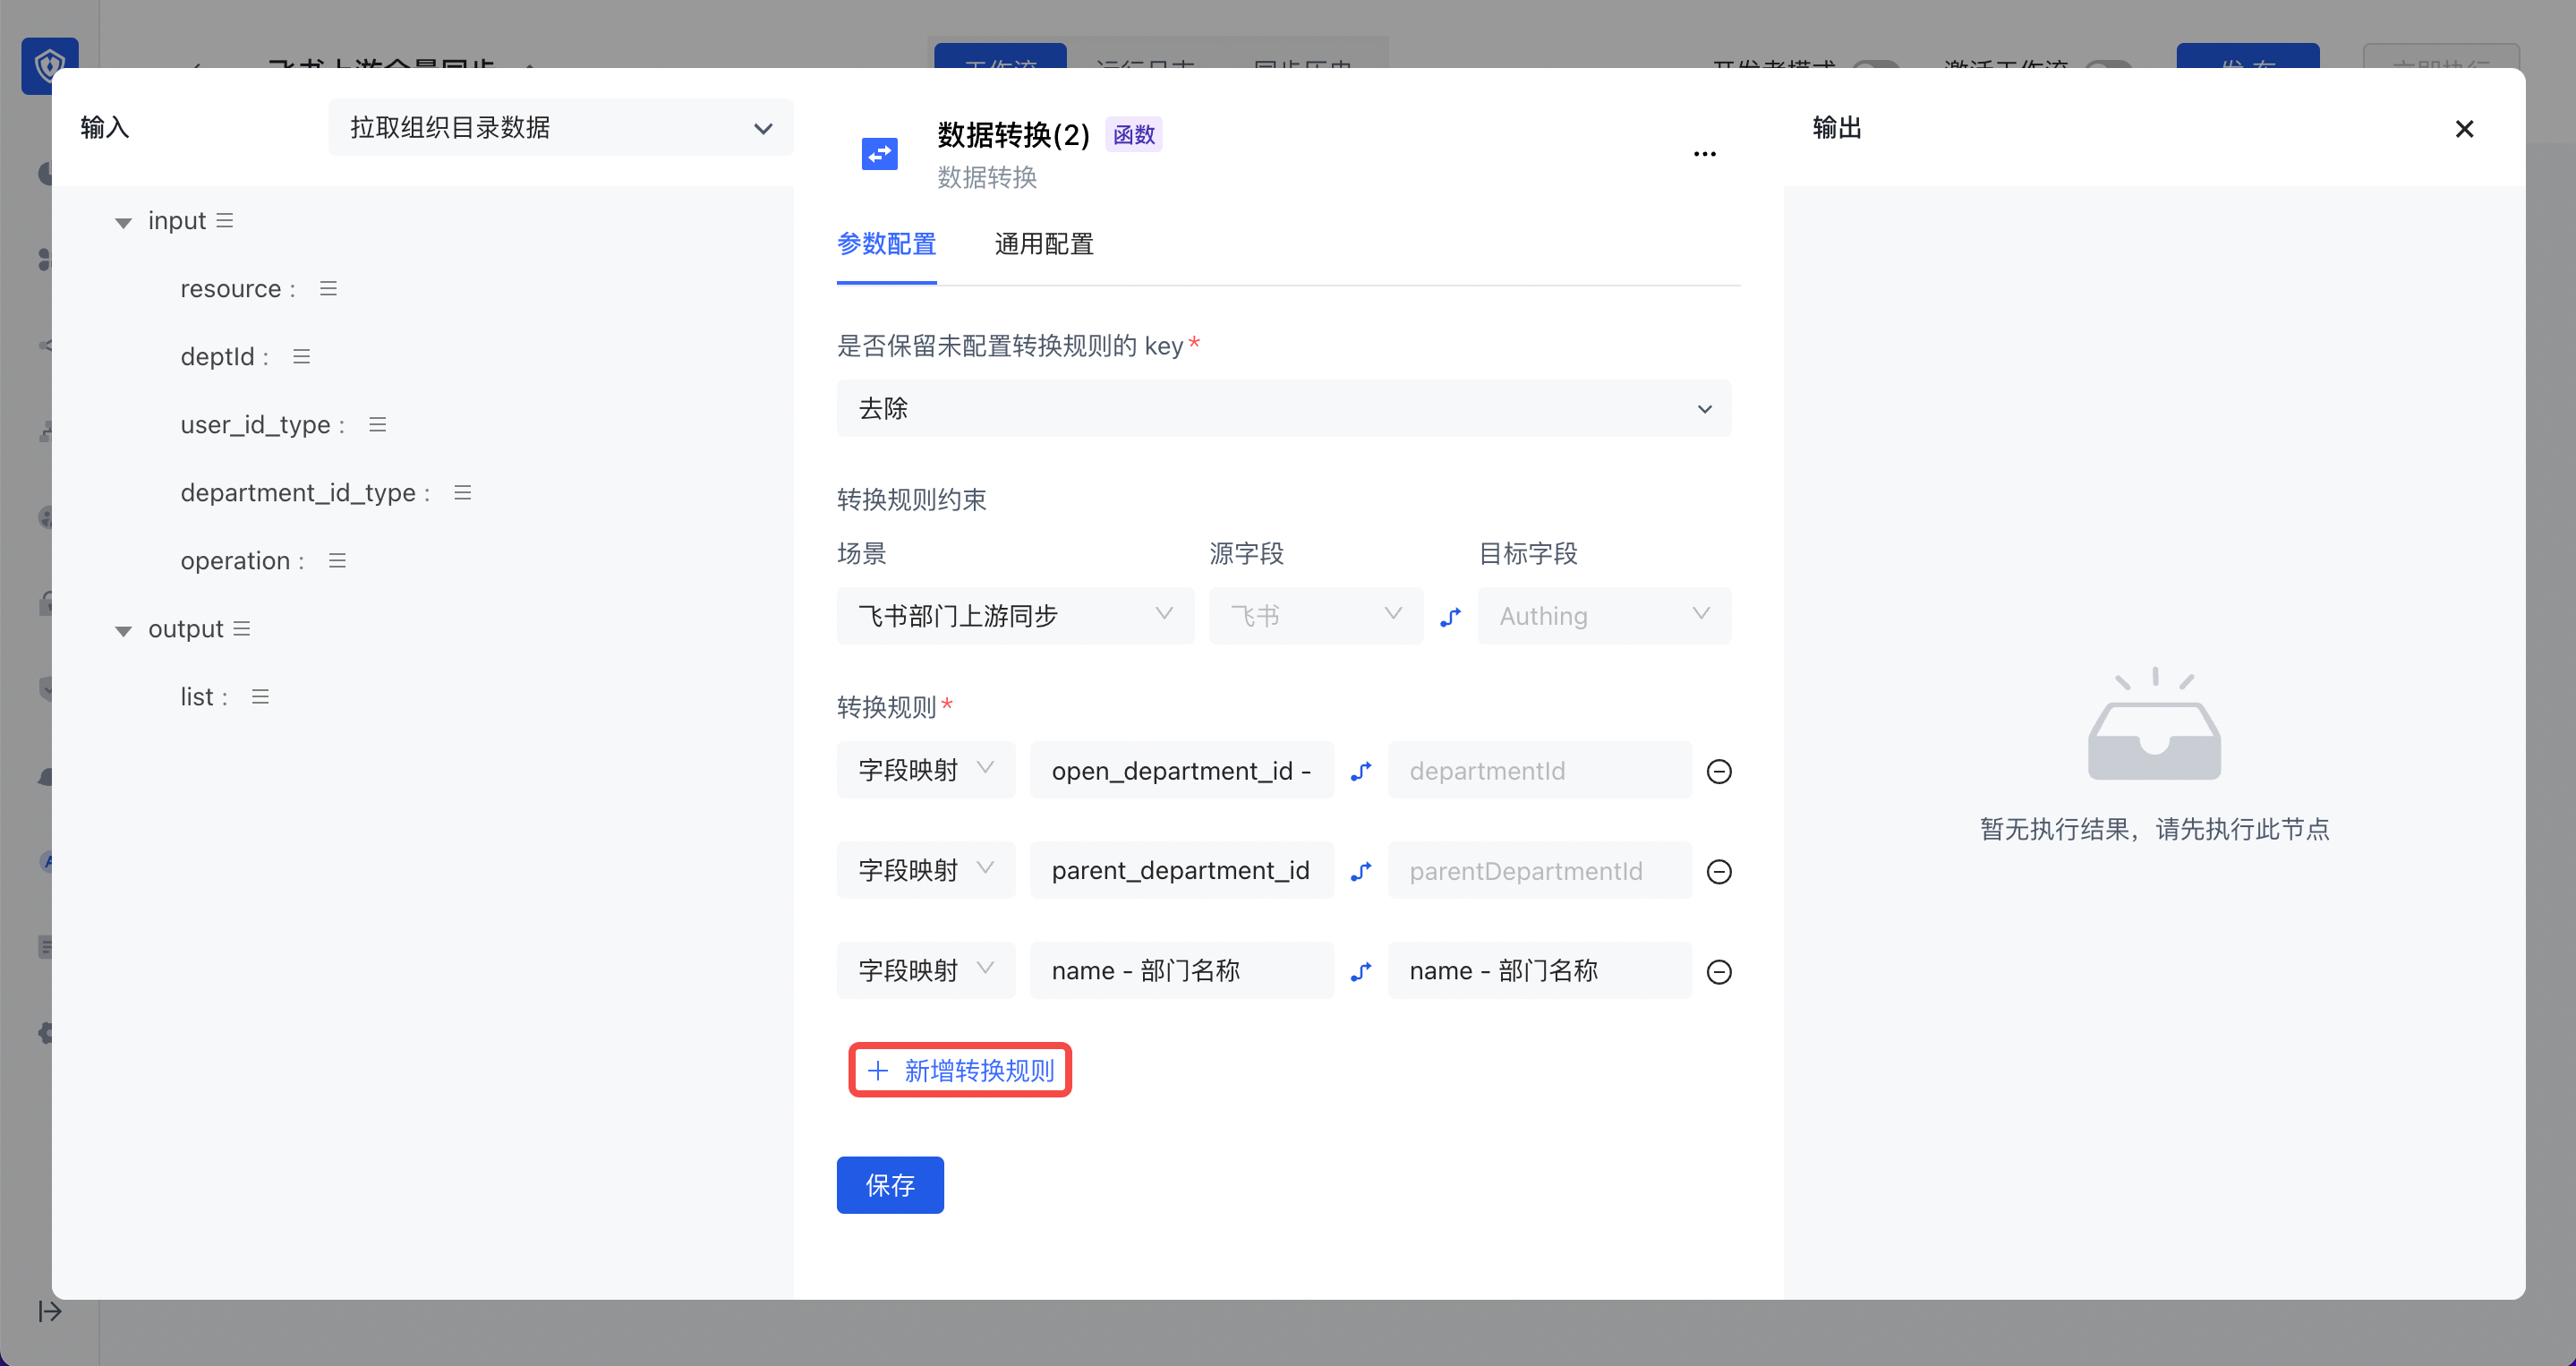 输入
拉取组织目录数据
input
resource :
deptId :
user_id_type :
department_id_type :
operation :
output
list :
数据转换(2) 函数
数据转换
参数配置 通用配置
是否保留未配置转换规则的 key*
去除
转换规则约束
场景 源字段 目标字段
飞书部门上游同步 飞书 Authing
转换规则*
字段映射 open_department_id - departmentId
字段映射 parent_department_id parentDepartmentId
字段映射 name - 部门名称 name - 部门名称
+ 新增转换规则
保存
输出
暂无执行结果，请先执行此节点